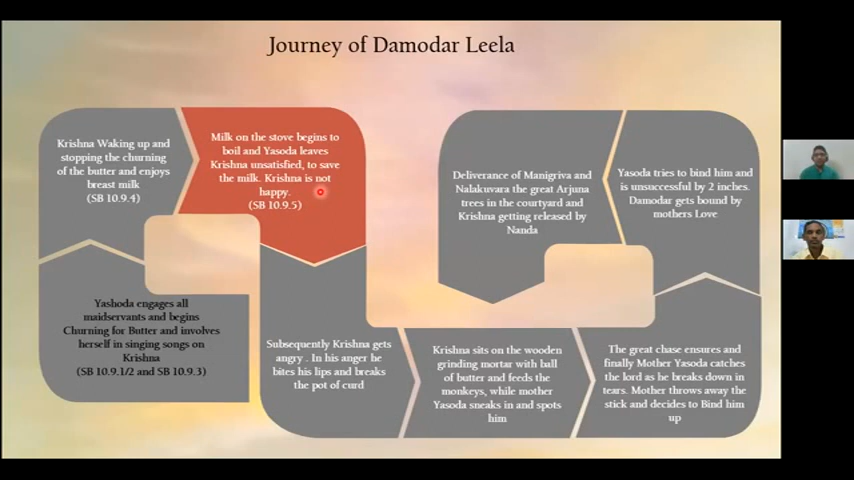 Journey of Damodar Leela
Krishna Waking up and
stopping the churning
of the butter and enjoys
breast milk
(SB 10.9.4)
Milk on the stove begins to
boil and Yasoda leaves
Krishna unsatisfied, to save
the milk. Krishna is not
happy.
(SB 10.9.5)
Deliverance of Manigriva and
Nalakuvara the great Arjuna
trees in the courtyard and
Krishna getting released by
Nanda
Yasoda tries to bind him and
is unsuccessful by 2 inches.
Damodar gets bound by
mothers Love
Yashoda engages all
maidservants and begins
Churning for Butter and involves
herself in singing songs on
Krishna
(SB 10.9.1/2 and SB 10.9.3)
Subsequently Krishna gets
angry . In his anger he
bites his lips and breaks
the pot of curd
Krishna sits on the wooden
grinding mortar with ball
of butter and feeds the
monkeys, while mother
Yasoda sneaks in and spots
him
The great chase ensures and
finally Mother Yasoda catches
the lord as he breaks down in
tears. Mother throws away the
stick and decides to Bind him
up